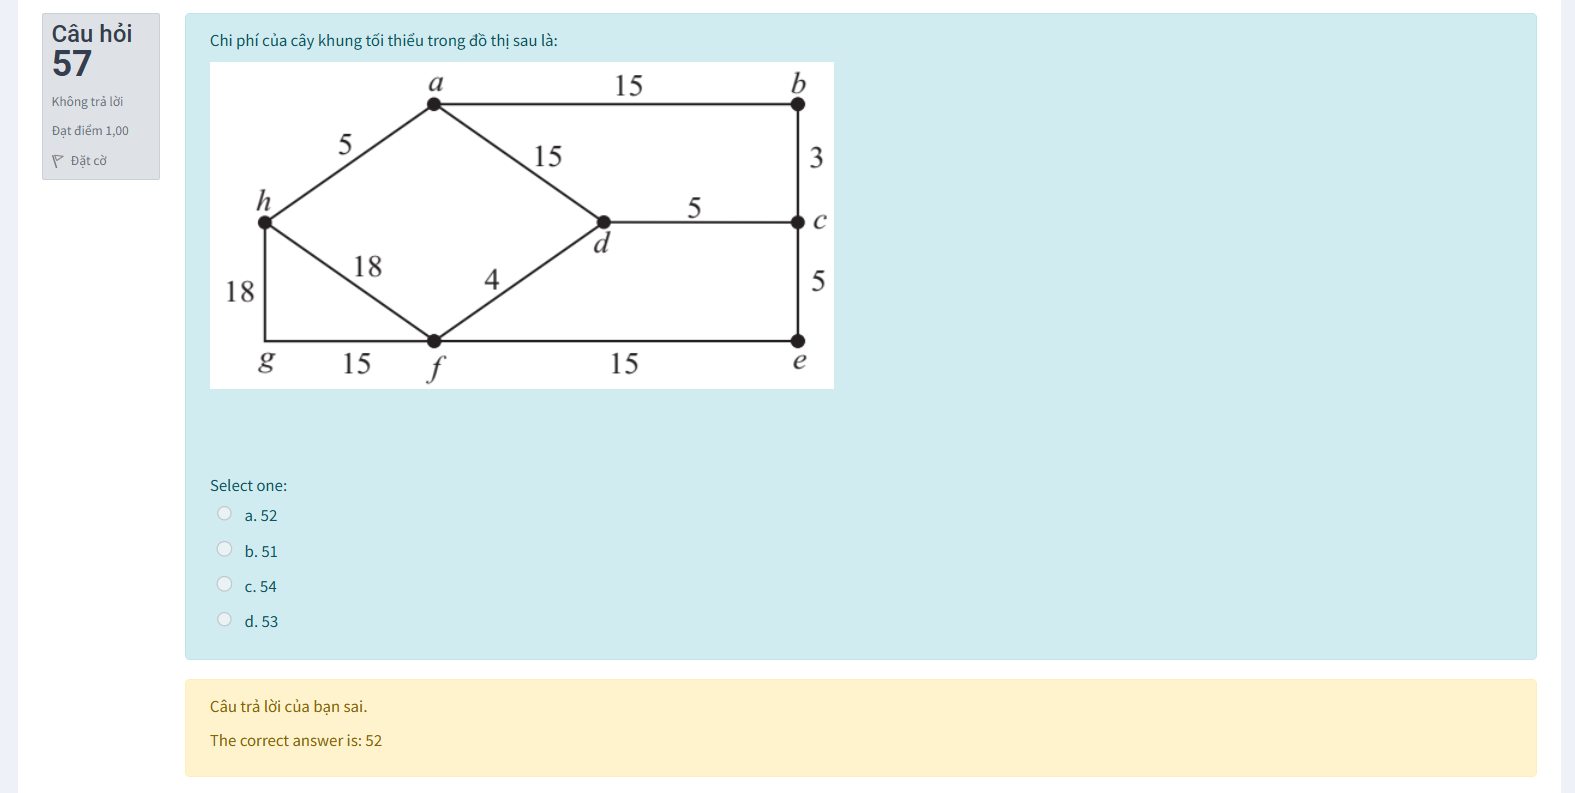 Câu hỏi
57
Không trả lời
Đạt điểm 1,00
Đặt cờ
Chi phí của cây khung tối thiểu trong đồ thị sau là:
a
15
b
5
15
3
h
5
c
d
18
4
18
5
g
15
f
15
e
Select one:
a. 52
b. 51
c. 54
d. 53
Câu trả lời của bạn sai.
The correct answer is: 52